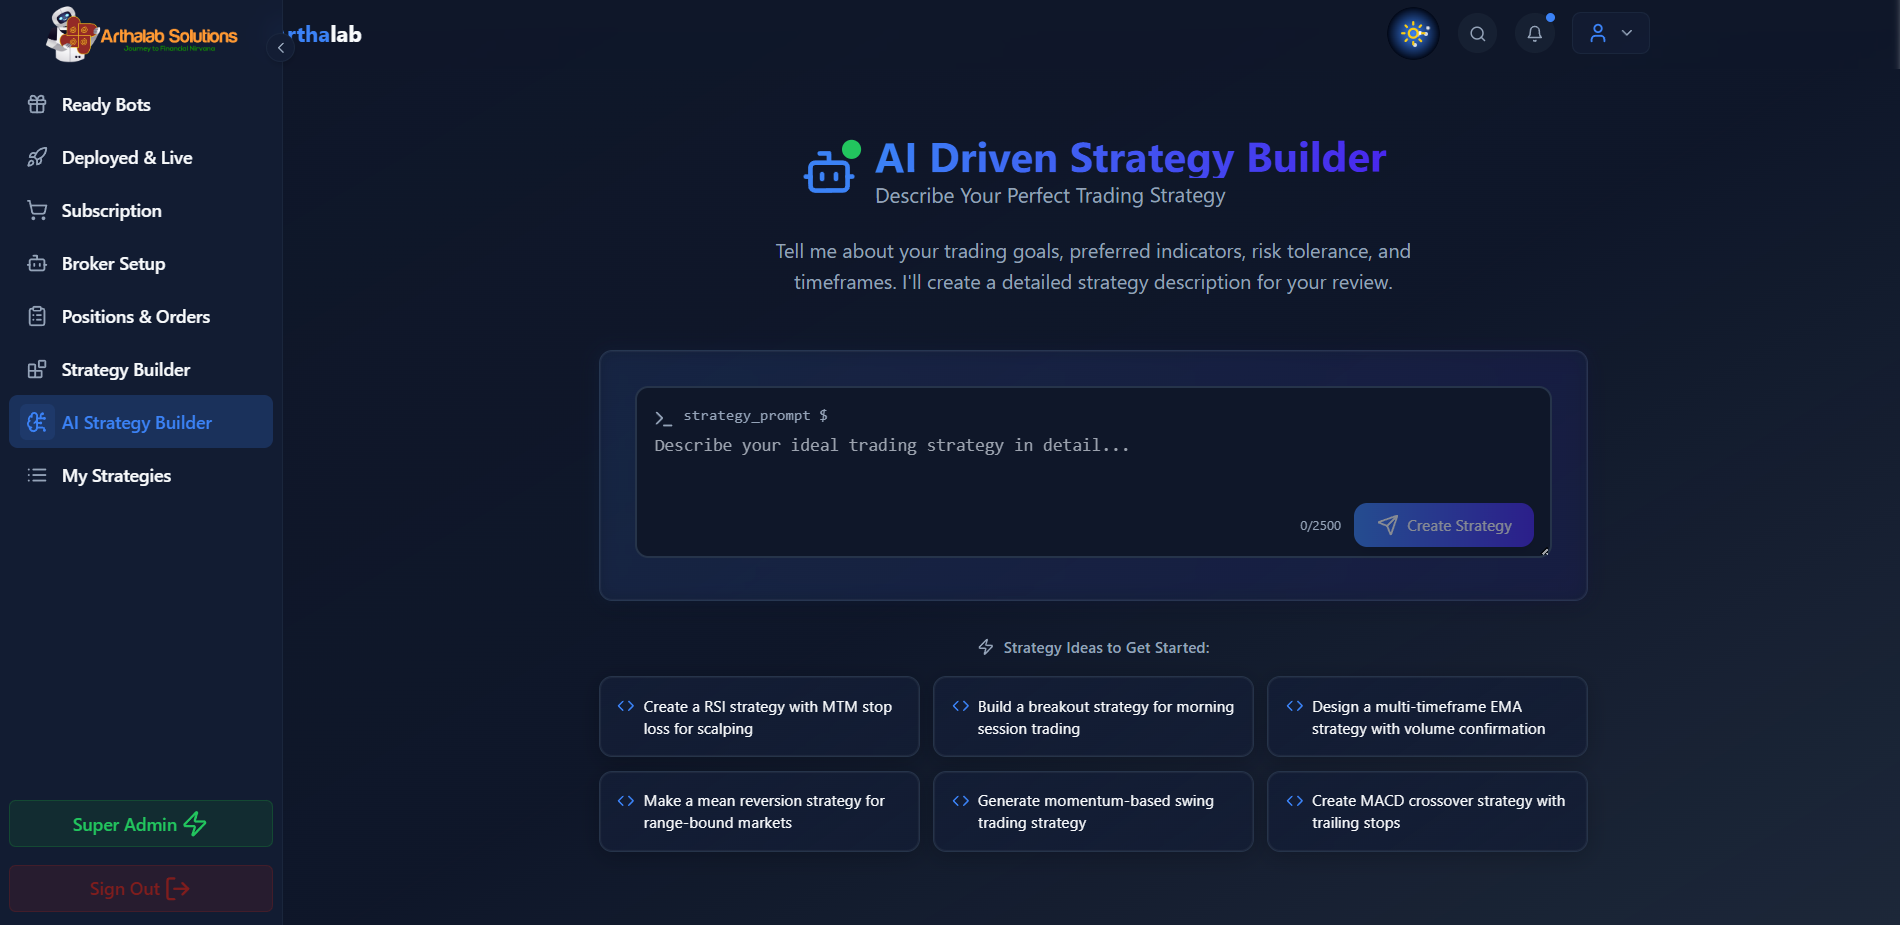 Arthalab Solutions
Journey to Financial Nirvana
rthalab
Ready Bots
Deployed & Live
Subscription
Broker Setup
Positions & Orders
Strategy Builder
AI Strategy Builder
My Strategies
Super Admin
Sign Out
AI Driven Strategy Builder
Describe Your Perfect Trading Strategy
Tell me about your trading goals, preferred indicators, risk tolerance, and
timeframes. I'll create a detailed strategy description for your review.
strategy_prompt $
Describe your ideal trading strategy in detail...
0/2500
Create Strategy
Strategy Ideas to Get Started:
Create a RSI strategy with MTM stop
loss for scalping
Build a breakout strategy for morning
session trading
Design a multi-timeframe EMA
strategy with volume confirmation
Make a mean reversion strategy for
range-bound markets
Generate momentum-based swing
trading strategy
Create MACD crossover strategy with
trailing stops